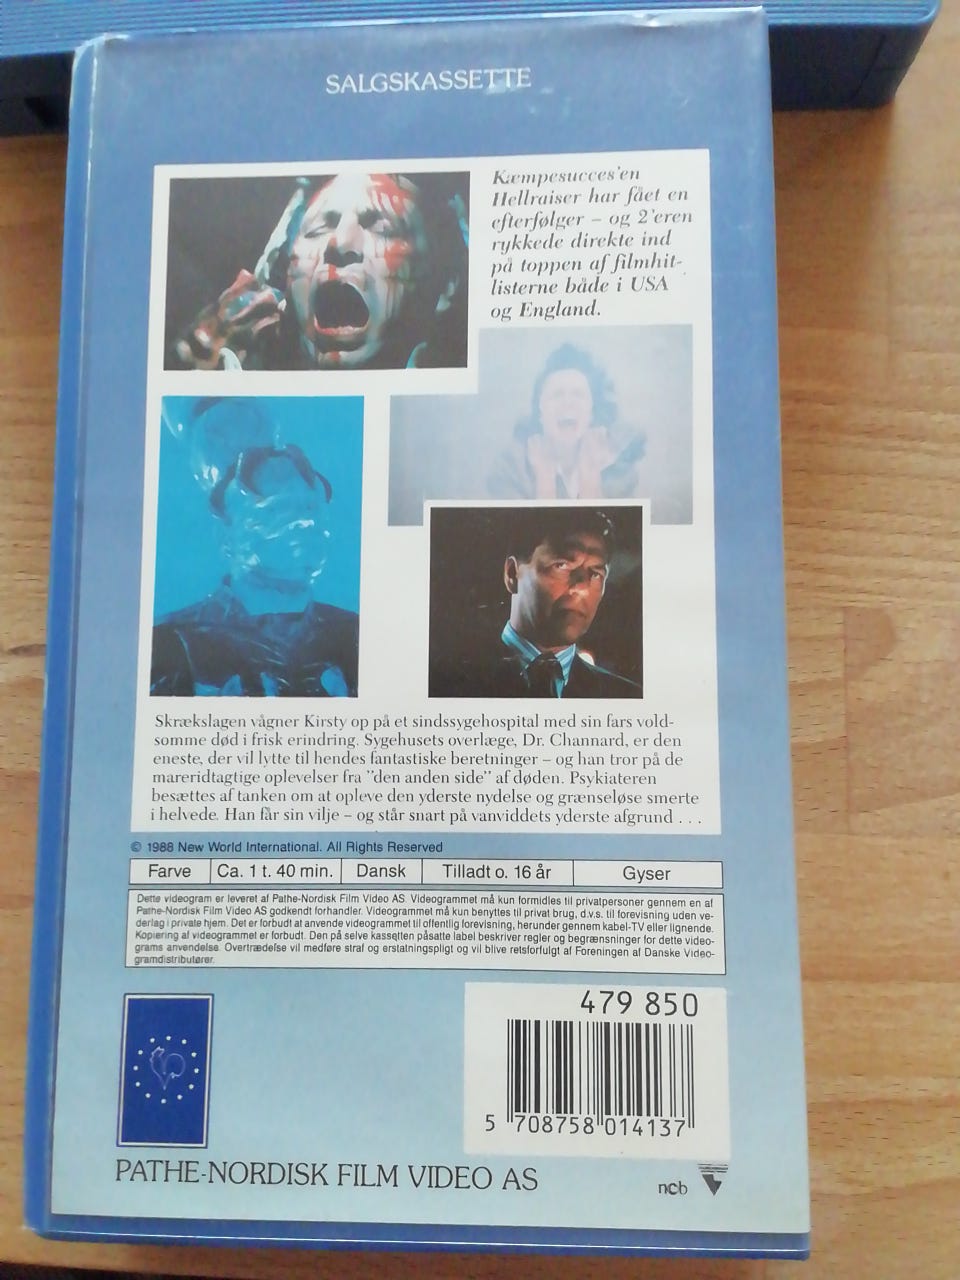 SALGSKASSETTE
Kæmpesucces'en
Hellraiser har fået en
efterfølger – og 2'eren
rykkede direkte ind
på toppen af filmhit-
listerne både i USA
og England.
Skrækslagen vågner Kirsty op på et sindssygehospital med sin fars vold-
somme død i frisk erindring. Sygehusets overlæge, Dr. Channard, er den
eneste, der vil lytte til hendes fantastiske beretninger – og han tror på de
mareridtagtige oplevelser fra "den anden side" af døden. Psykiateren
besættes af tanken om at opleve den yderste nydelse og grænseløse smerte
i helvede. Han får sin vilje – og står snart på vanviddets yderste afgrund . . .
© 1988 New World International. All Rights Reserved
Farve Ca. 1 t. 40 min. Dansk Tilladt o. 16 år Gyser
Dette videogram er leveret af Pathe-Nordisk Film Video AS. Videogrammet må kun formidles til privatpersoner gennem en af
Pathe-Nordisk Film Video AS godkendt forhandler. Videogrammet må kun benyttes til privat brug, d.v.s. til forevisning uden ve-
derlag i private hjem. Det er forbudt at anvende videogrammet til offentlig forevisning, herunder gennem kabel-TV eller lignende.
Kopiering af videogrammet er forbudt. Den på selve kassetten påsatte label beskriver regler og begrænsninger for dette video-
grams anvendelse. Overtrædelse vil medføre straf og erstatningspligt og vil blive retsforfulgt af Foreningen af Danske Video-
gramdistributører.
479 850
5 708758 014137
PATHE-NORDISK FILM VIDEO AS
ncb